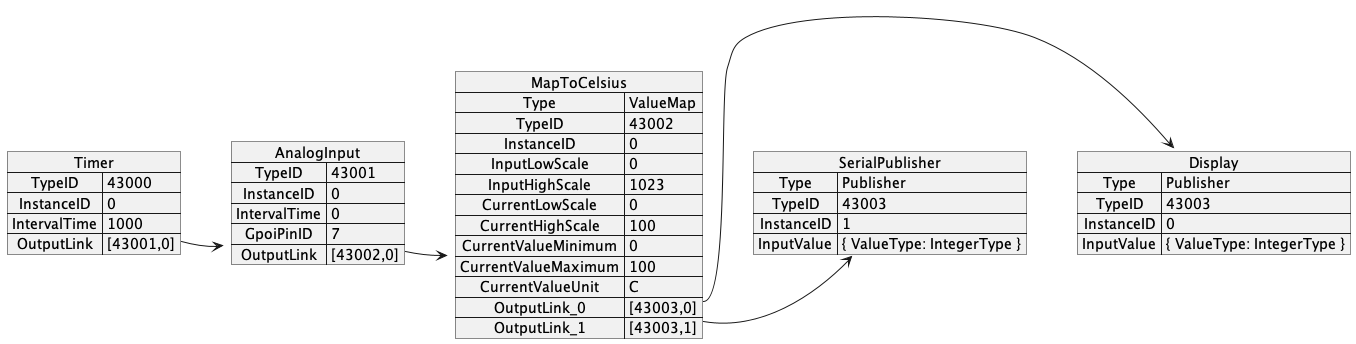 Timer
TypeID 43000
InstanceID 0
IntervalTime 1000
OutputLink [43001,0]
AnalogInput
TypeID 43001
InstanceID 0
IntervalTime 0
GpoiPinID 7
OutputLink [43002,0]
MapToCelsius
Type ValueMap
TypeID 43002
InstanceID 0
InputLowScale 0
InputHighScale 1023
CurrentLowScale 0
CurrentHighScale 100
CurrentValueMinimum 0
CurrentValueMaximum 100
CurrentValueUnit C
OutputLink_0 [43003,0]
OutputLink_1 [43003,1]
SerialPublisher
Type Publisher
TypeID 43003
InstanceID 1
InputValue { ValueType: IntegerType }
Display
Type Publisher
TypeID 43003
InstanceID 0
InputValue { ValueType: IntegerType }